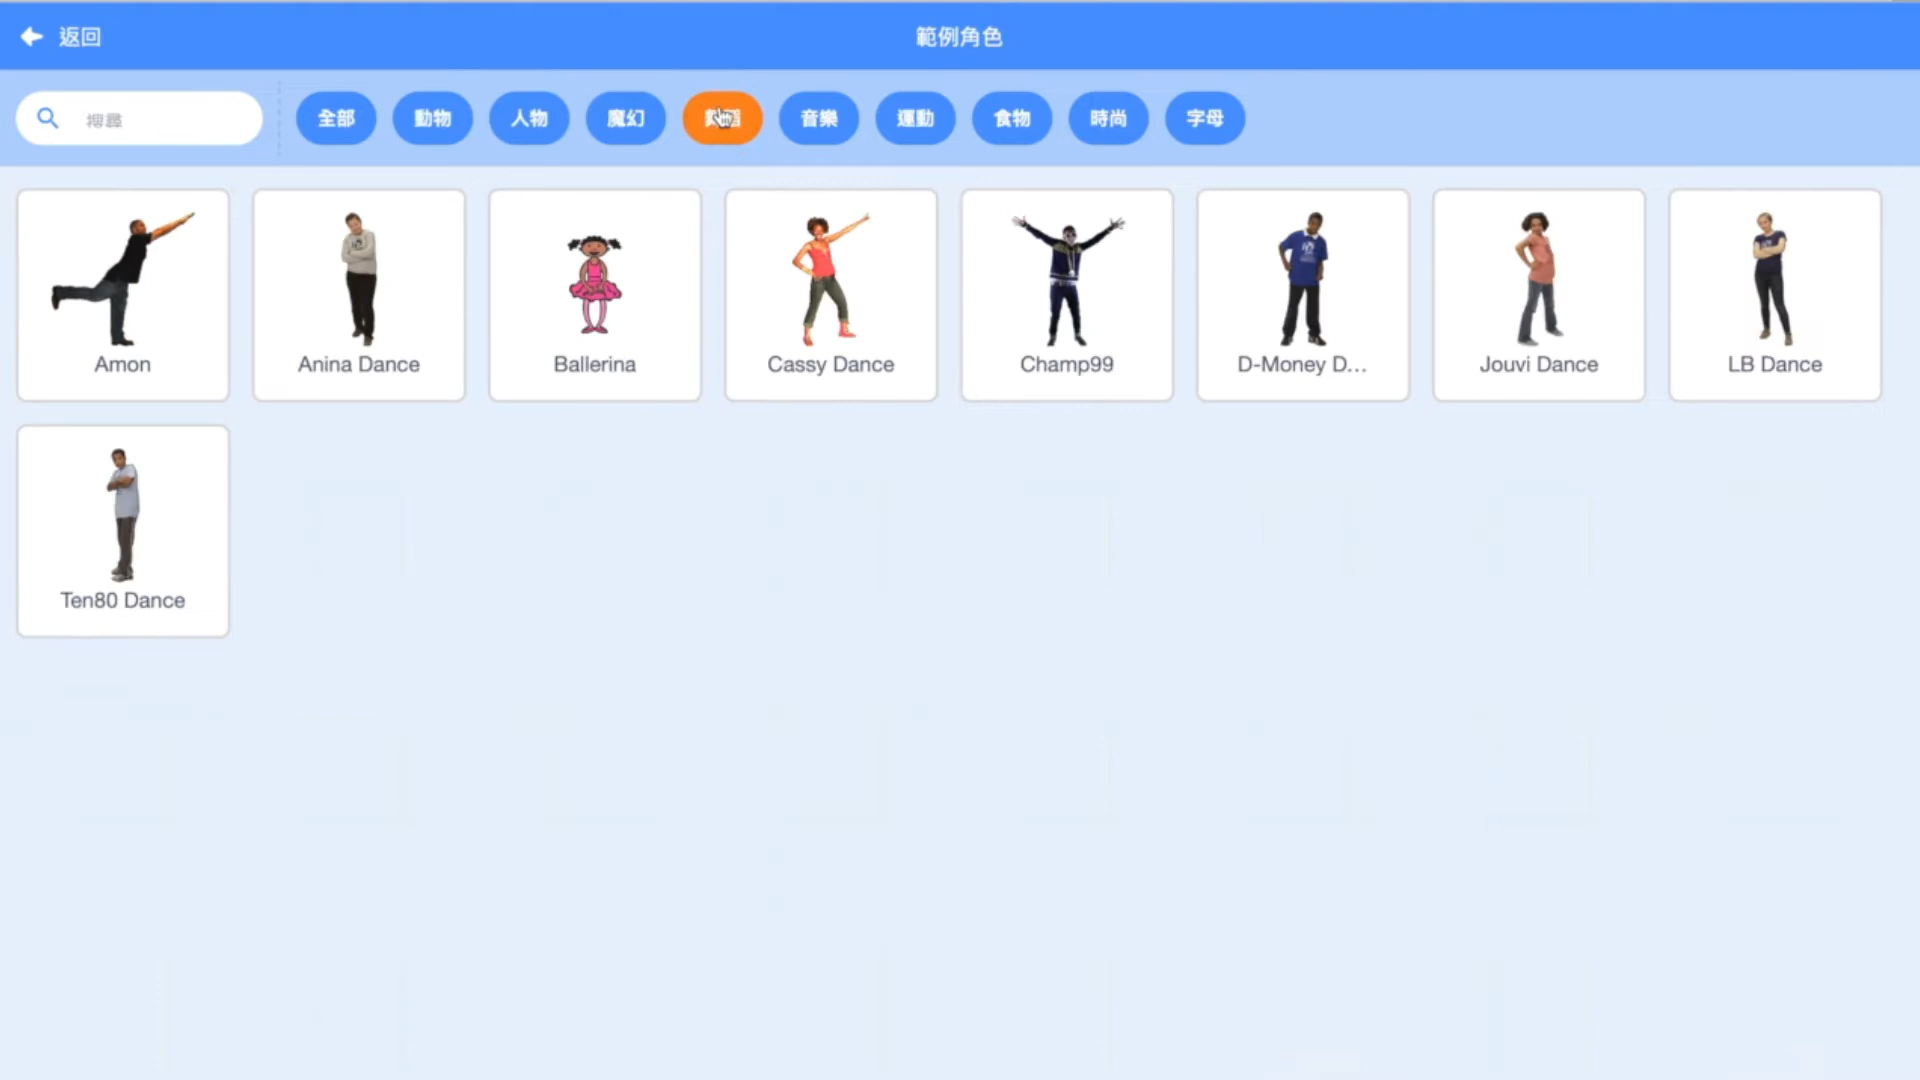 返回
範例角色
搜尋
全部
動物
人物
魔幻
音樂
運動
食物
時尚
字母
Amon
Anina Dance
Ballerina
Cassy Dance
Champ99
D-Money D...
Jouvi Dance
LB Dance
Ten80 Dance